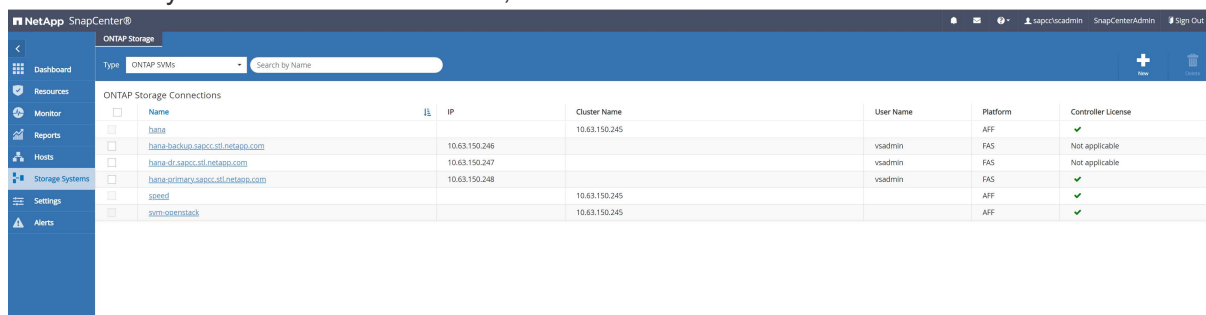 NetApp SnapCenter®
sapcc\scadmin SnapCenterAdmin Sign Out
ONTAP Storage
Type ONTAP SVMs Search by Name
New Delete
Dashboard
Resources
Monitor
Reports
Hosts
Storage Systems
Settings
Alerts
ONTAP Storage Connections
Name IP Cluster Name User Name Platform Controller License
hana 10.63.150.245 AFF
hana-backup.sapcc.stl.netapp.com 10.63.150.246 vsadmin FAS Not applicable
hana-dr.sapcc.stl.netapp.com 10.63.150.247 vsadmin FAS Not applicable
hana-primary.sapcc.stl.netapp.com 10.63.150.248 vsadmin FAS
speed 10.63.150.245 AFF
svm-openstack 10.63.150.245 AFF